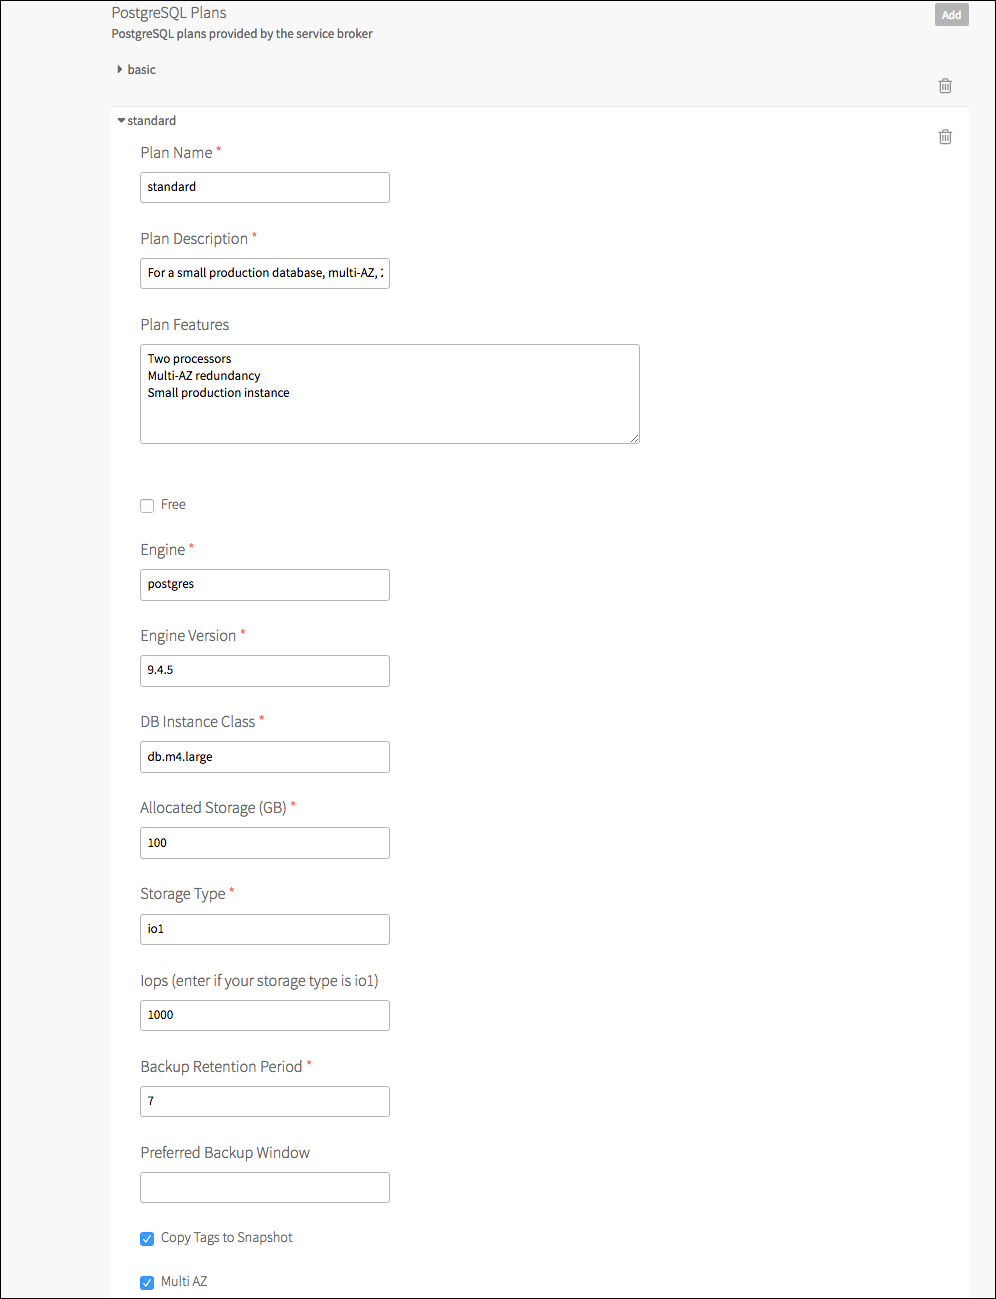 PostgreSQL Plans
Add
PostgreSQL plans provided by the service broker
basic
standard
Plan Name *
standard
Plan Description *
For a small production database, multi-AZ,
Plan Features
Two processors
Multi-AZ redundancy
Small production instance
Free
Engine *
postgres
Engine Version *
9.4.5
DB Instance Class *
db.m4.large
Allocated Storage (GB) *
100
Storage Type *
io1
Iops (enter if your storage type is io1)
1000
Backup Retention Period *
7
Preferred Backup Window
Copy Tags to Snapshot
Multi AZ